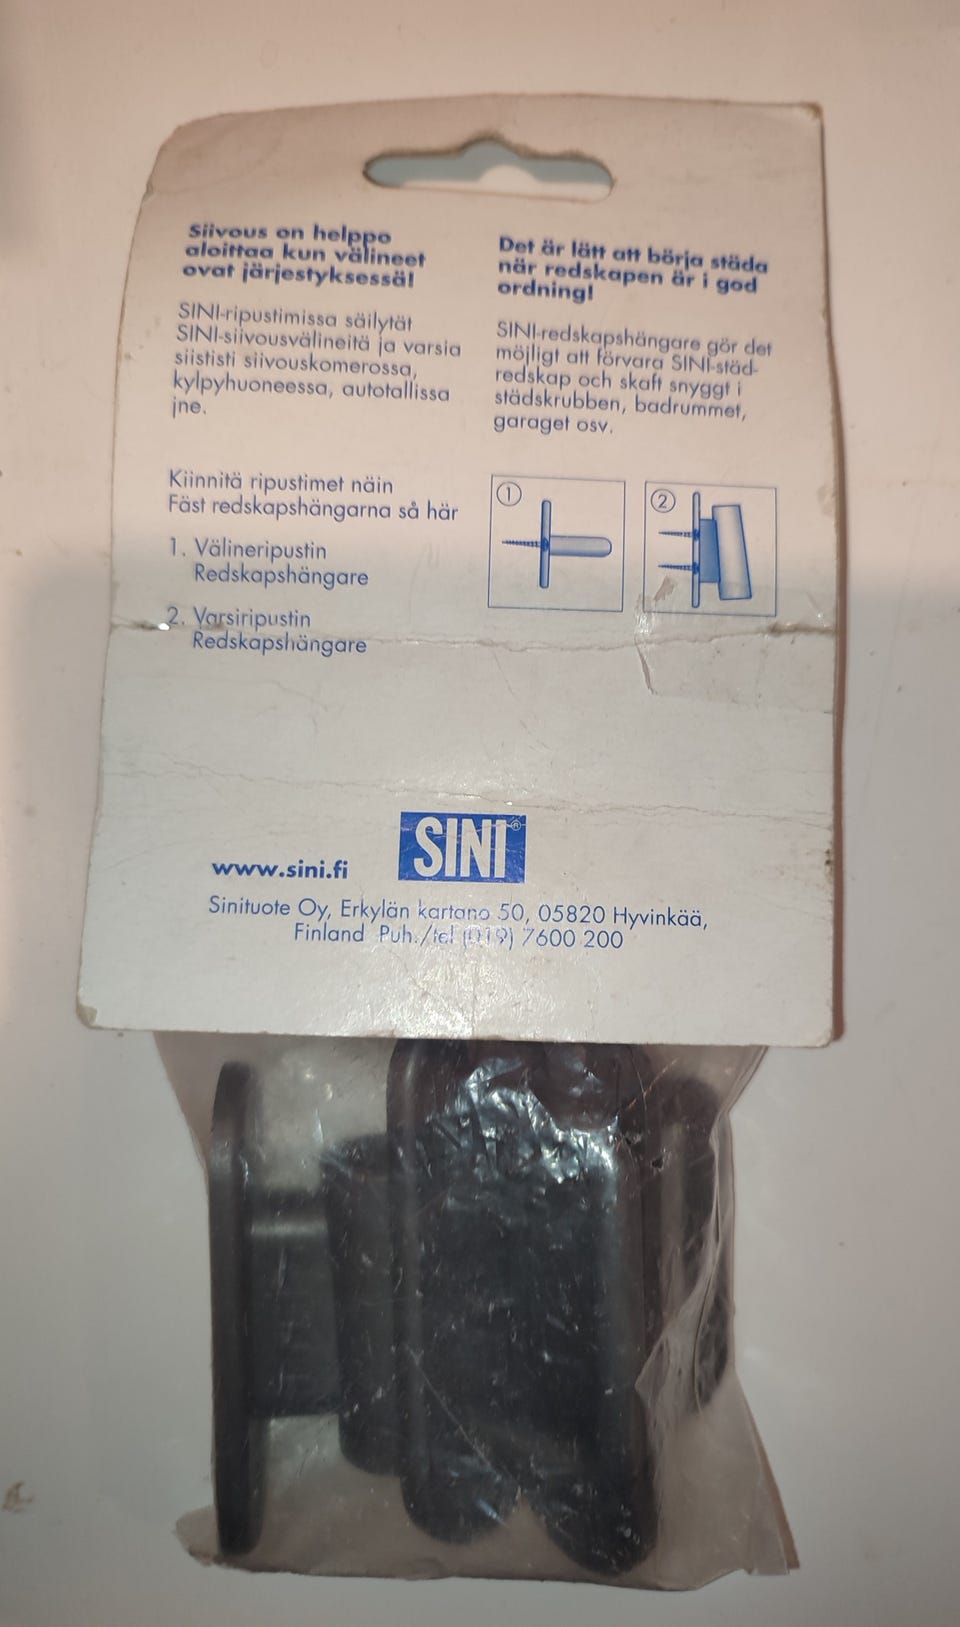 Siivous on helppo
aloittaa kun välineet
ovat järjestyksessä!
SINI-ripustimissa säilytät
SINI-siivousvälineitä ja varsia
siististi siivouskomerossa,
kylpyhuoneessa, autotallissa
jne.
Det är lätt att börja städa
när redskapen är i god
ordning!
SINI-redskapshängare gör det
möjligt att förvara SINI-städ-
redskap och skaft snyggt i
städskrubben, badrummet,
garaget osv.
Kiinnitä ripustimet näin
Fäst redskapshängarna så här
1. Välineripustin
Redskapshängare
2. Varsiripustin
Redskapshängare
1
2
www.sini.fi
SINI®
Sinituote Oy, Erkylän kartano 50, 05820 Hyvinkää,
Finland Puh./tel (019) 7600 200